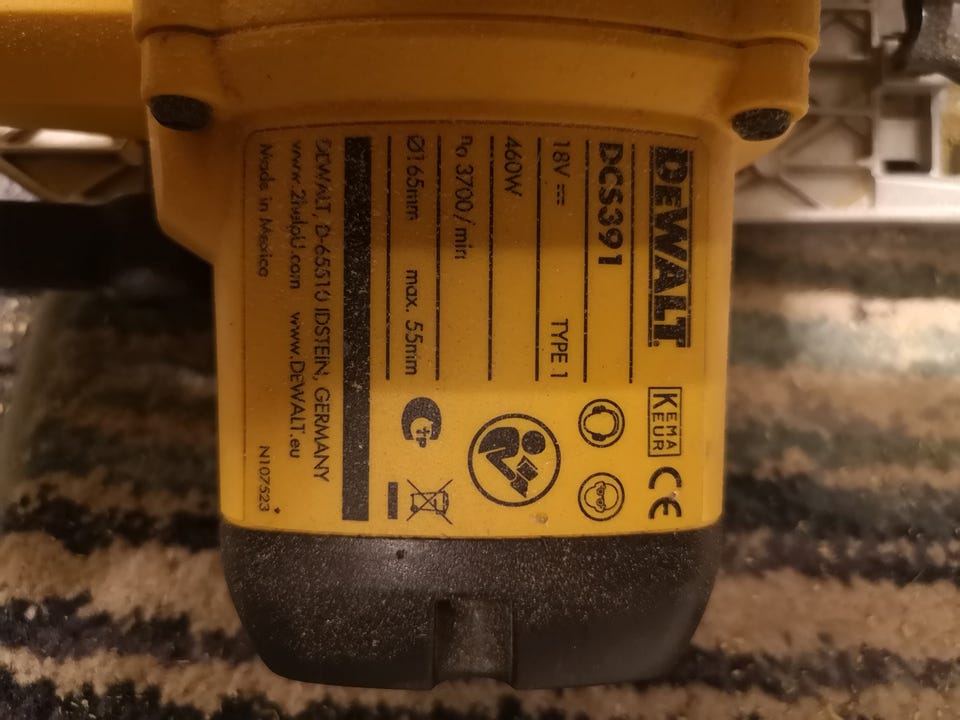 DEWALT
KEMA
KEUR
CE
DCS391
18V
TYPE 1
460W
n0 3700/min
Ø165mm max. 55mm
DEWALT, D-65510 IDSTEIN, GERMANY
www.2helpU.com www.DEWALT.eu
Made in Mexico
N107523